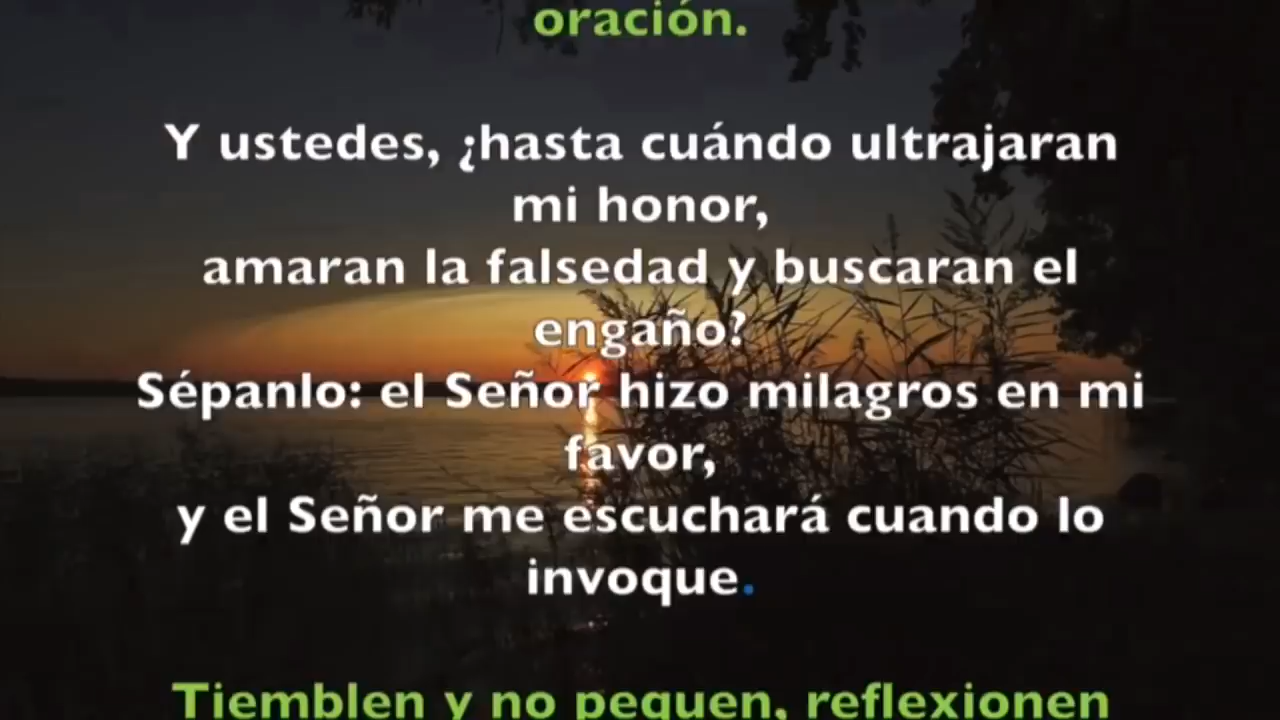 oración.
Y ustedes, ¿hasta cuándo ultrajaran
mi honor,
amaran la falsedad y buscaran el
engaño?
Sépanlo: el Señor hizo milagros en mi
favor,
y el Señor me escuchará cuando lo
invoque.
Tiemblen y no pequen, reflexionen